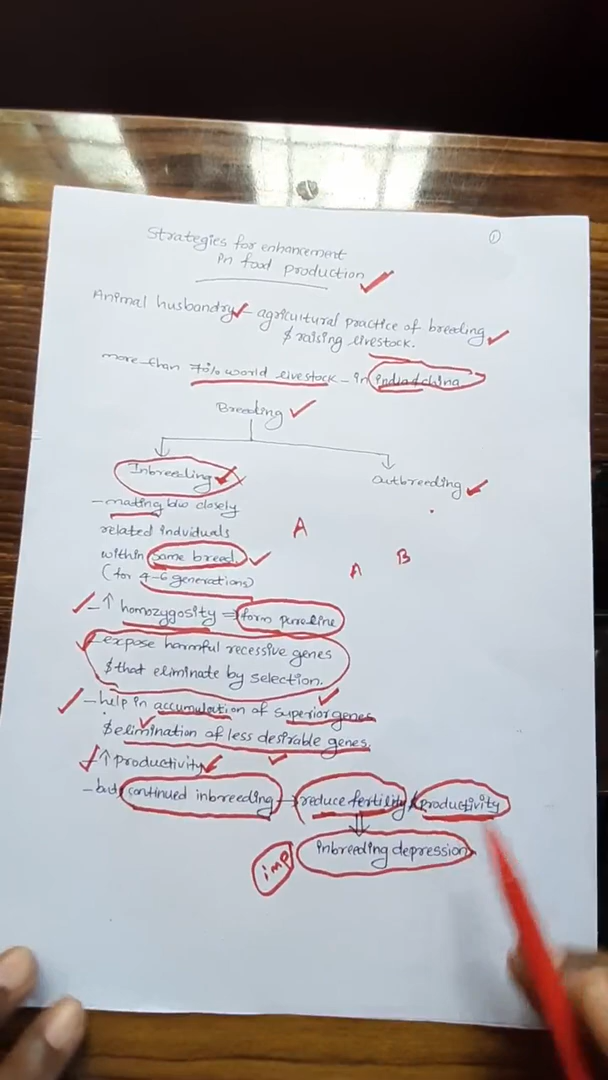 ①
Strategies for enhancement
in food production
Animal husbandry - agricultural practice of breeding
$ raising livestock.
more than 70% world livestock - in india & china
Breeding
Inbreeding
Outbreeding
- mating b/w closely
related indviduals
within same bread.
(for 4-6 generations)
A
A B
- ↑ homozygosity ⇒ form pureline
- expose harmful recessive genes
$ that eliminate by selection.
- help in accumulation of superior genes
$ elimination of less desirable genes.
- ↑ productivity
- but continued inbreeding → reduce fertility / productivity
⇓
imp inbreeding depression